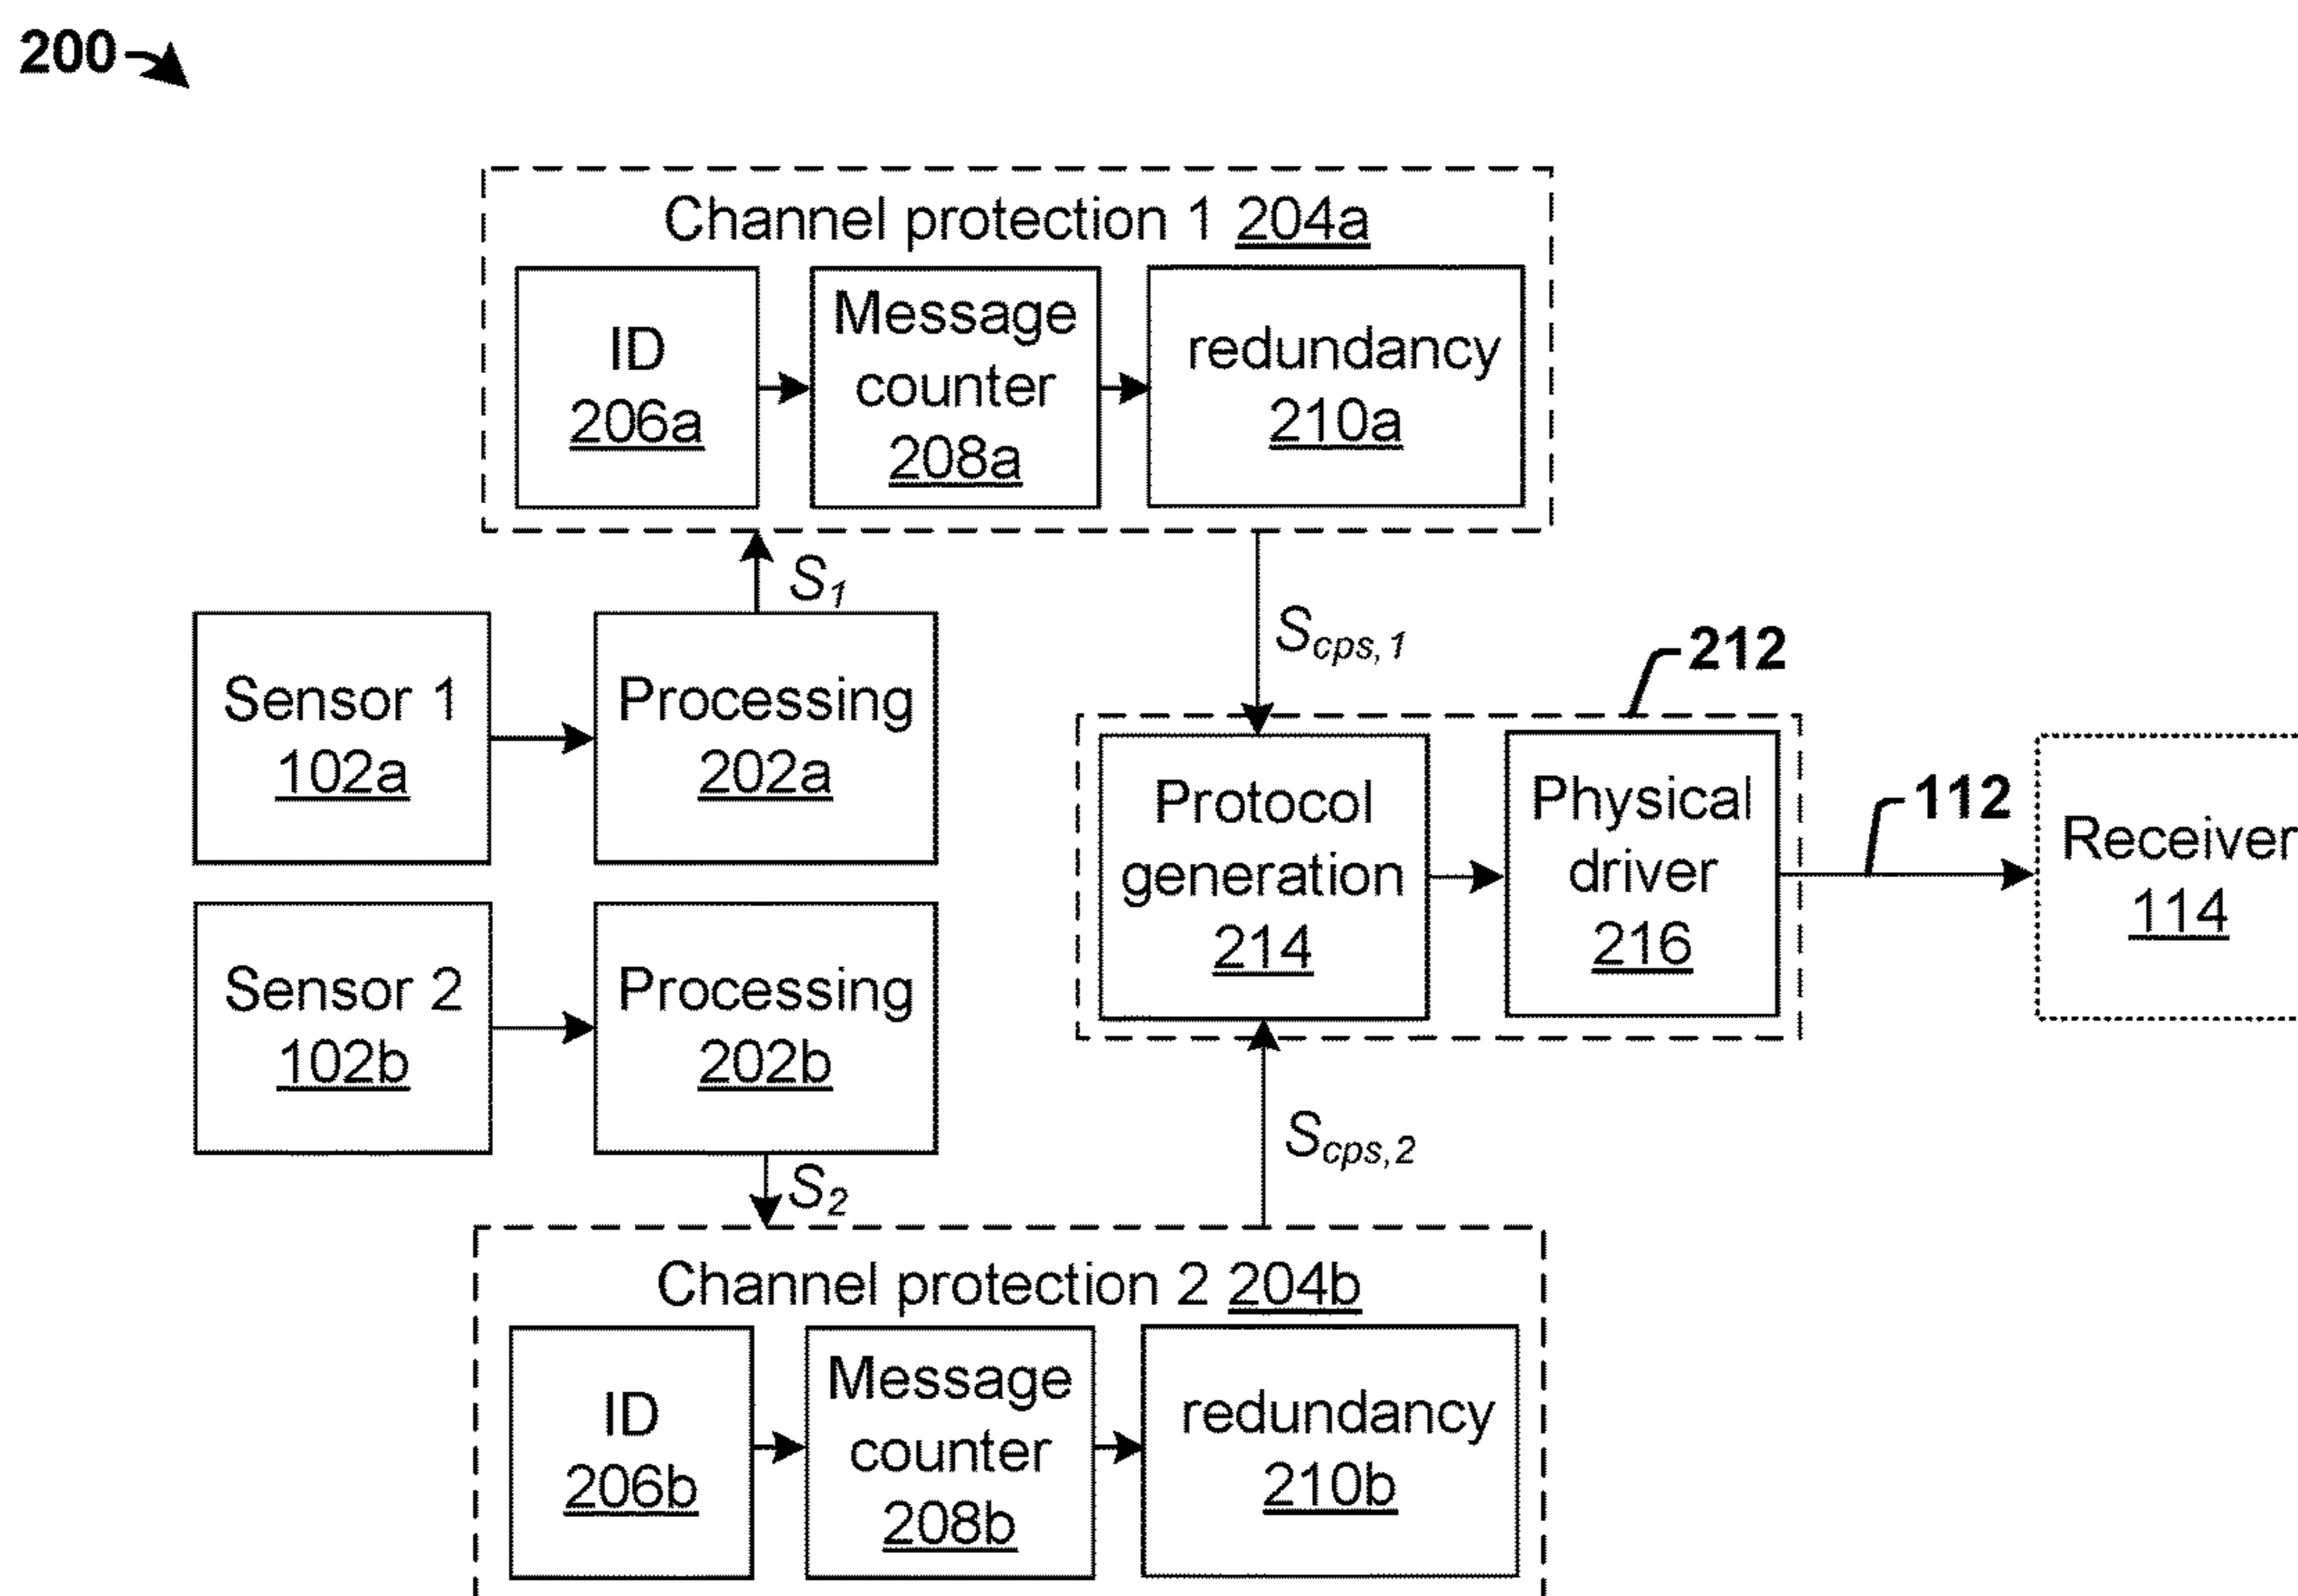 200
Channel protection 1 204a
ID
206a
Message
counter
208a
redundancy
210a
S1
Scps,1
Sensor 1
102a
Processing
202a
212
Protocol
generation
214
Physical
driver
216
112
Receiver
114
Sensor 2
102b
Processing
202b
S2
Scps,2
Channel protection 2 204b
ID
206b
Message
counter
208b
redundancy
210b